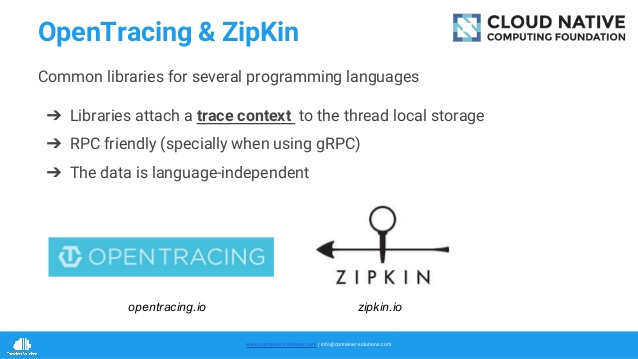 OpenTracing & ZipKin
CLOUD NATIVE
COMPUTING FOUNDATION
Common libraries for several programming languages
➔ Libraries attach a trace context to the thread local storage
➔ RPC friendly (specially when using gRPC)
➔ The data is language-independent
OPENTRACING
ZIPKIN
opentracing.io
zipkin.io
www.container-solutions.com | info@container-solutions.com